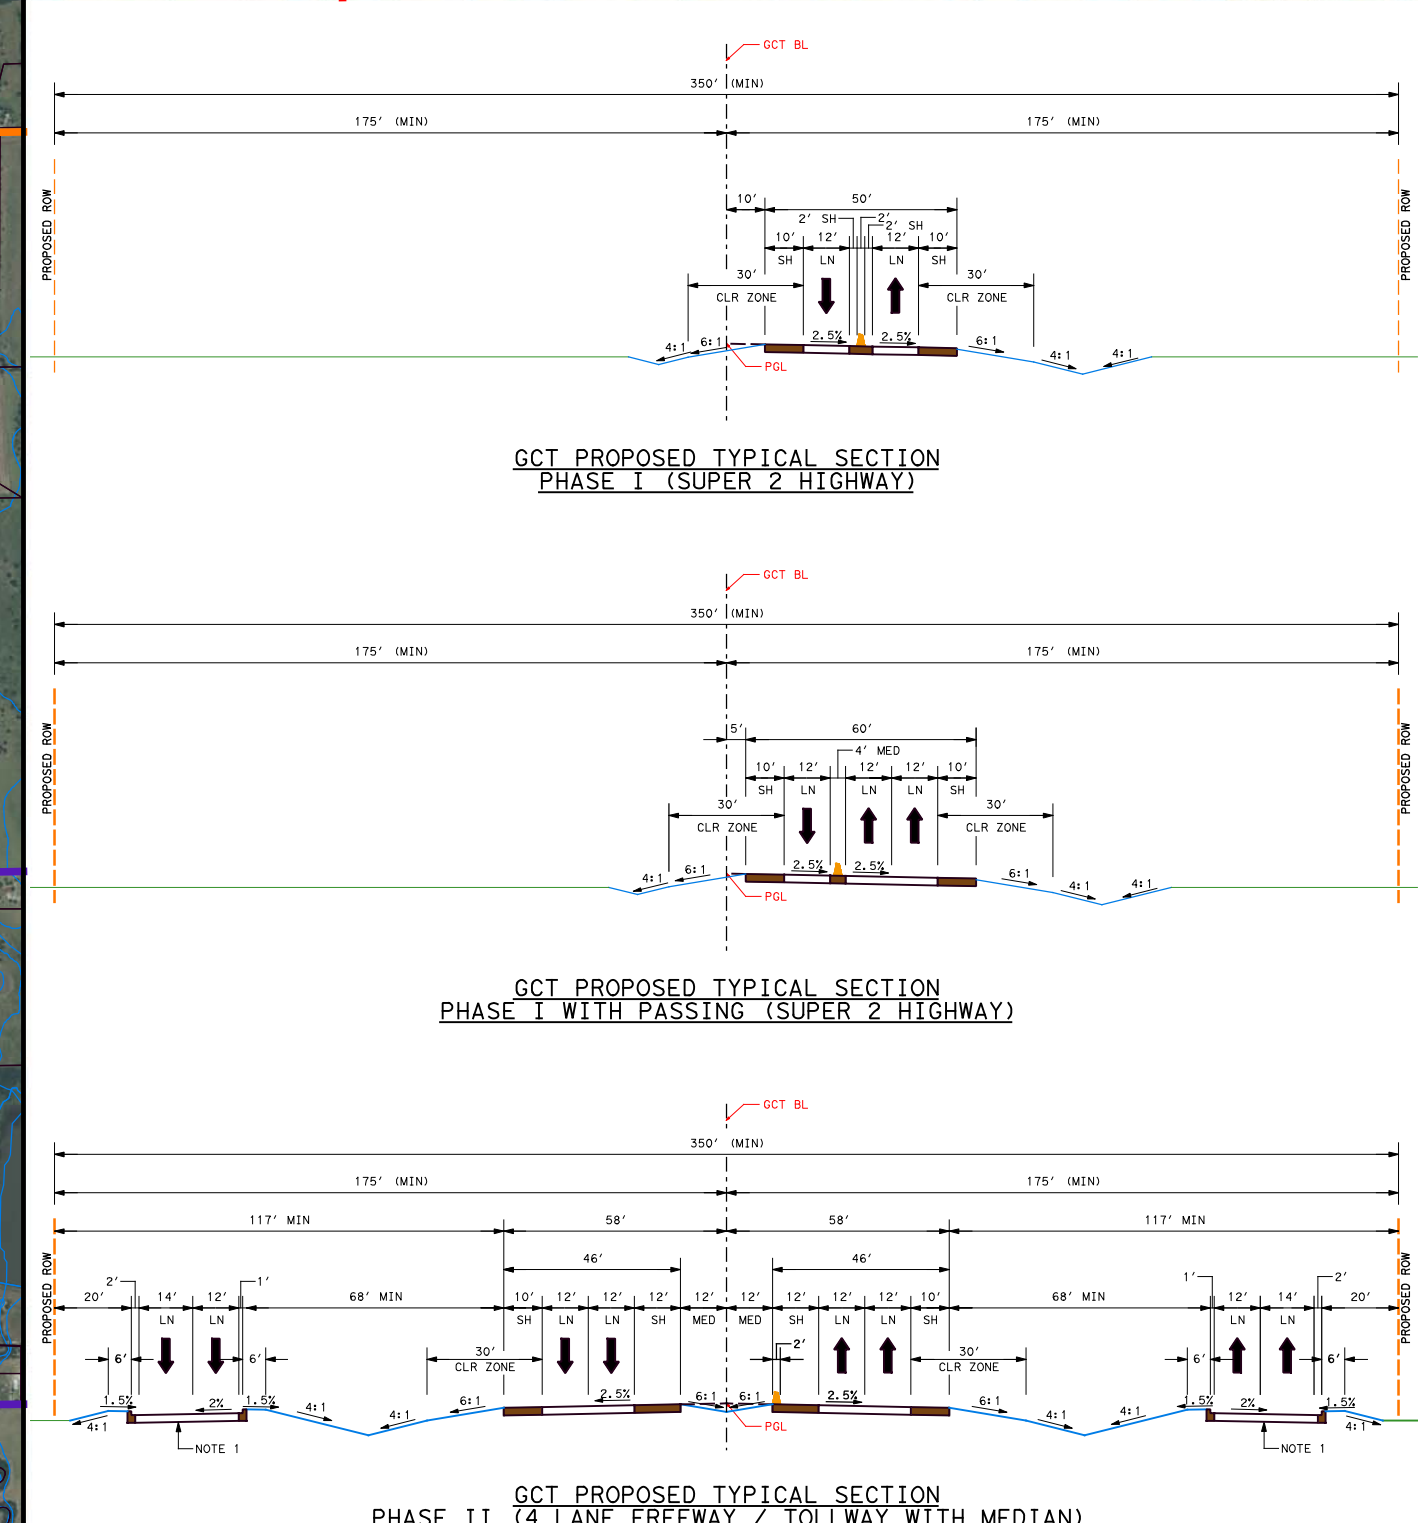 GCT BL
350' (MIN)
175' (MIN) 175' (MIN)
PROPOSED ROW
PROPOSED ROW
10' 50'
2' SH 2'
2' SH
10' 12' 12' 10'
SH LN LN SH
30' 30'
CLR ZONE CLR ZONE
4:1 6:1 2.5% 2.5% 6:1 4:1 4:1
PGL
GCT PROPOSED TYPICAL SECTION
PHASE I (SUPER 2 HIGHWAY)
GCT BL
350' (MIN)
175' (MIN) 175' (MIN)
PROPOSED ROW
PROPOSED ROW
5' 60'
4' MED
10' 12' 12' 12' 10'
SH LN LN LN SH
30' 30'
CLR ZONE CLR ZONE
4:1 6:1 2.5% 2.5% 6:1 4:1 4:1
PGL
GCT PROPOSED TYPICAL SECTION
PHASE I WITH PASSING (SUPER 2 HIGHWAY)
GCT BL
350' (MIN)
175' (MIN) 175' (MIN)
117' MIN 58' 58' 117' MIN
PROPOSED ROW
PROPOSED ROW
46' 46'
2' 1' 1' 2'
20' 14' 12' 68' MIN 10' 12' 12' 12' 12' 12' 12' 12' 12' 10' 68' MIN 12' 14' 20'
LN LN SH LN LN SH MED MED SH LN LN SH LN LN
2'
6' 6' 30' 30' 6' 6'
CLR ZONE CLR ZONE
4:1 1.5% 2% 1.5% 4:1 4:1 6:1 2.5% 6:1 6:1 2.5% 6:1 4:1 4:1 1.5% 2% 1.5% 4:1
PGL
NOTE 1 NOTE 1
GCT PROPOSED TYPICAL SECTION
PHASE II (4 LANE FREEWAY / TOLLWAY WITH MEDIAN)